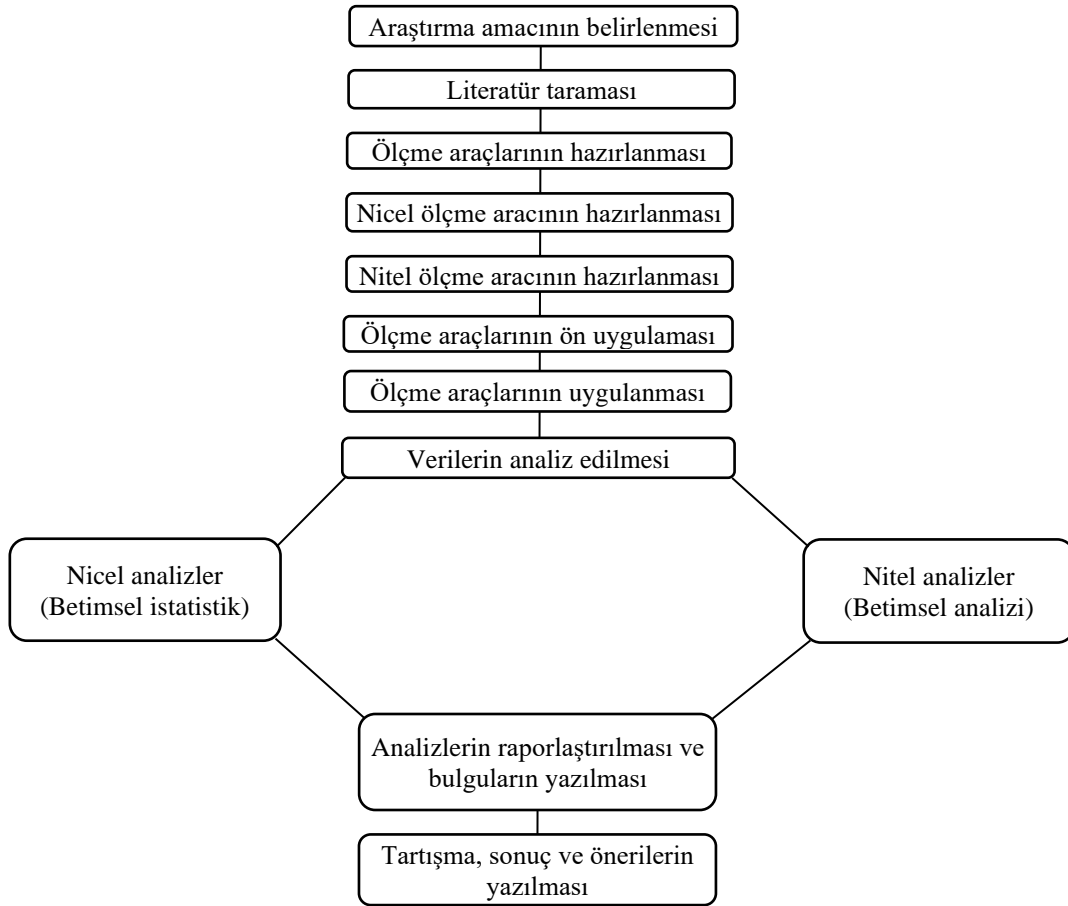 Araştırma amacının belirlenmesi
Literatür taraması
Ölçme araçlarının hazırlanması
Nicel ölçme aracının hazırlanması
Nitel ölçme aracının hazırlanması
Ölçme araçlarının ön uygulaması
Ölçme araçlarının uygulanması
Verilerin analiz edilmesi
Nicel analizler
(Betimsel istatistik)
Nitel analizler
(Betimsel analizi)
Analizlerin raporlaştırılması ve
bulguların yazılması
Tartışma, sonuç ve önerilerin
yazılması